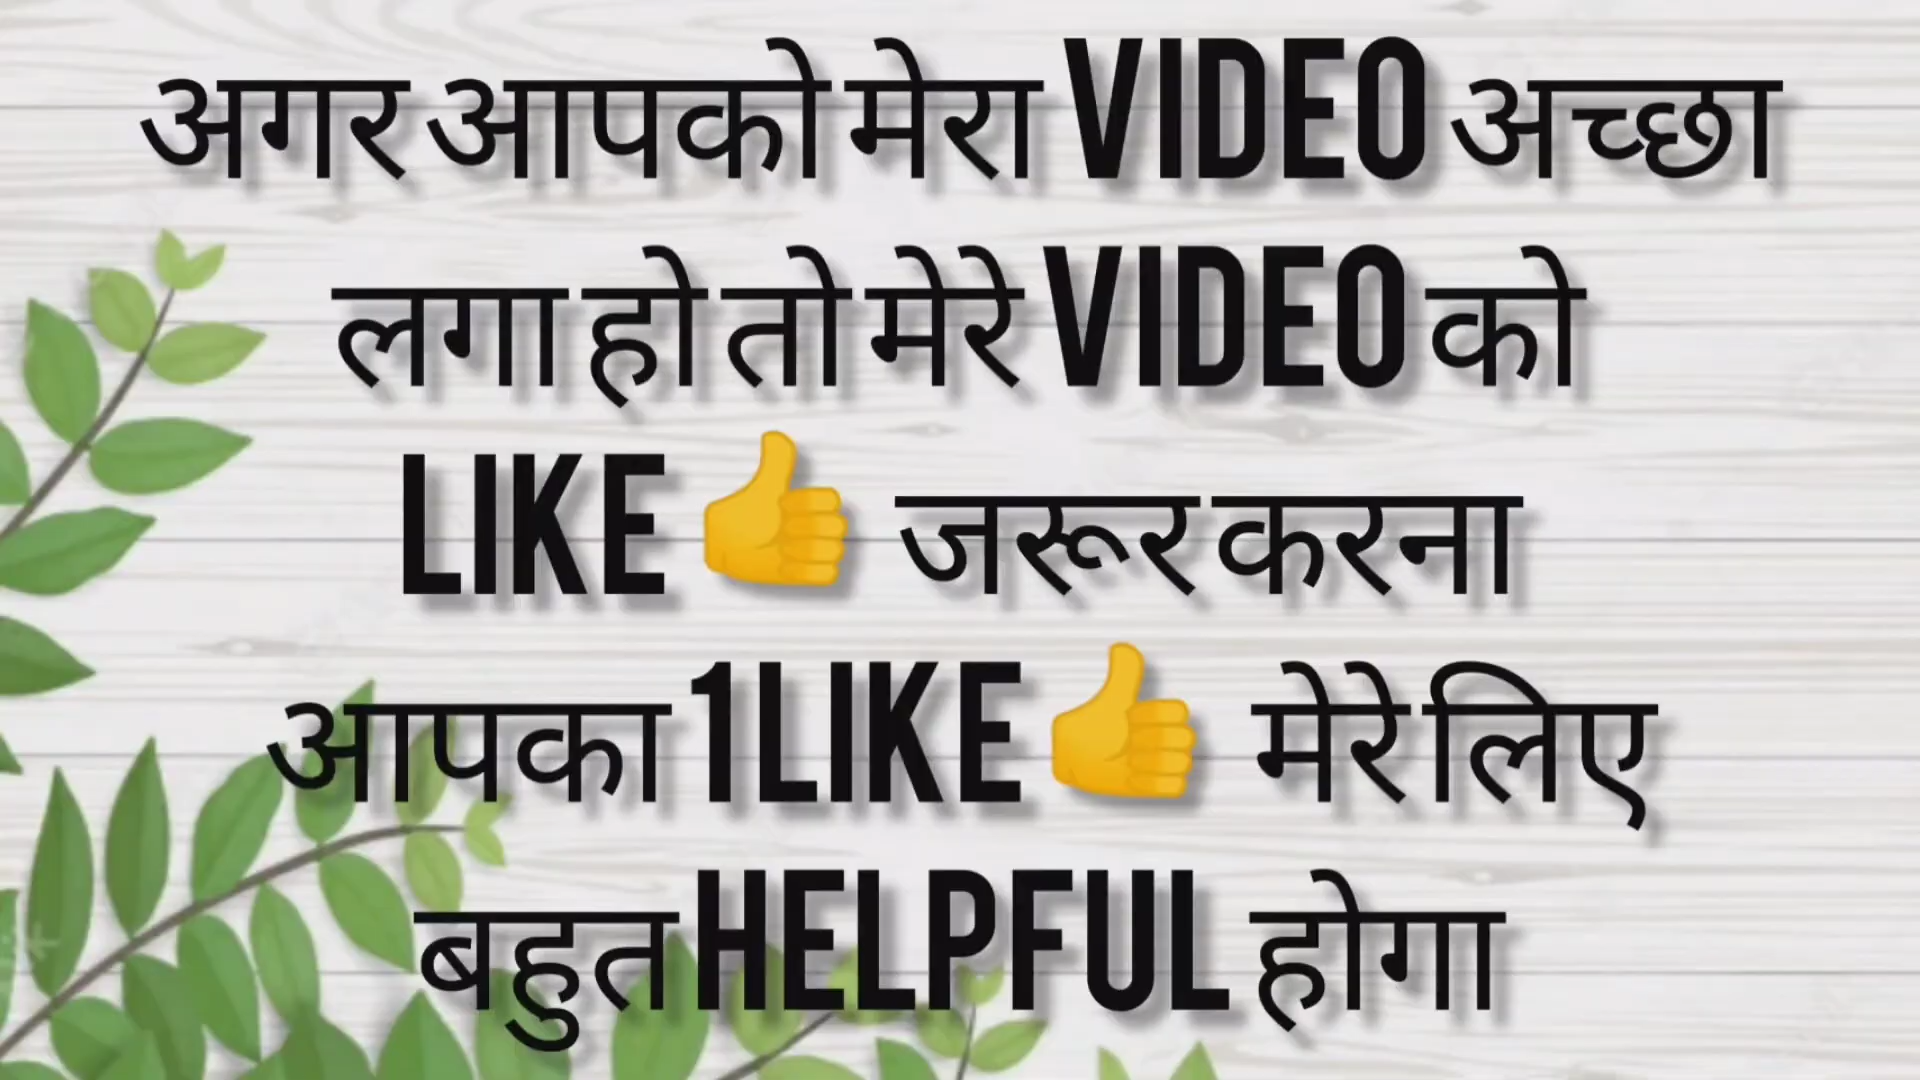 अगर आपको मेरा VIDEO अच्छा
लगा हो तो मेरे VIDEO को
LIKE👍 जरूर करना
आपका 1LIKE👍 मेरे लिए
बहुत HELPFUL होगा